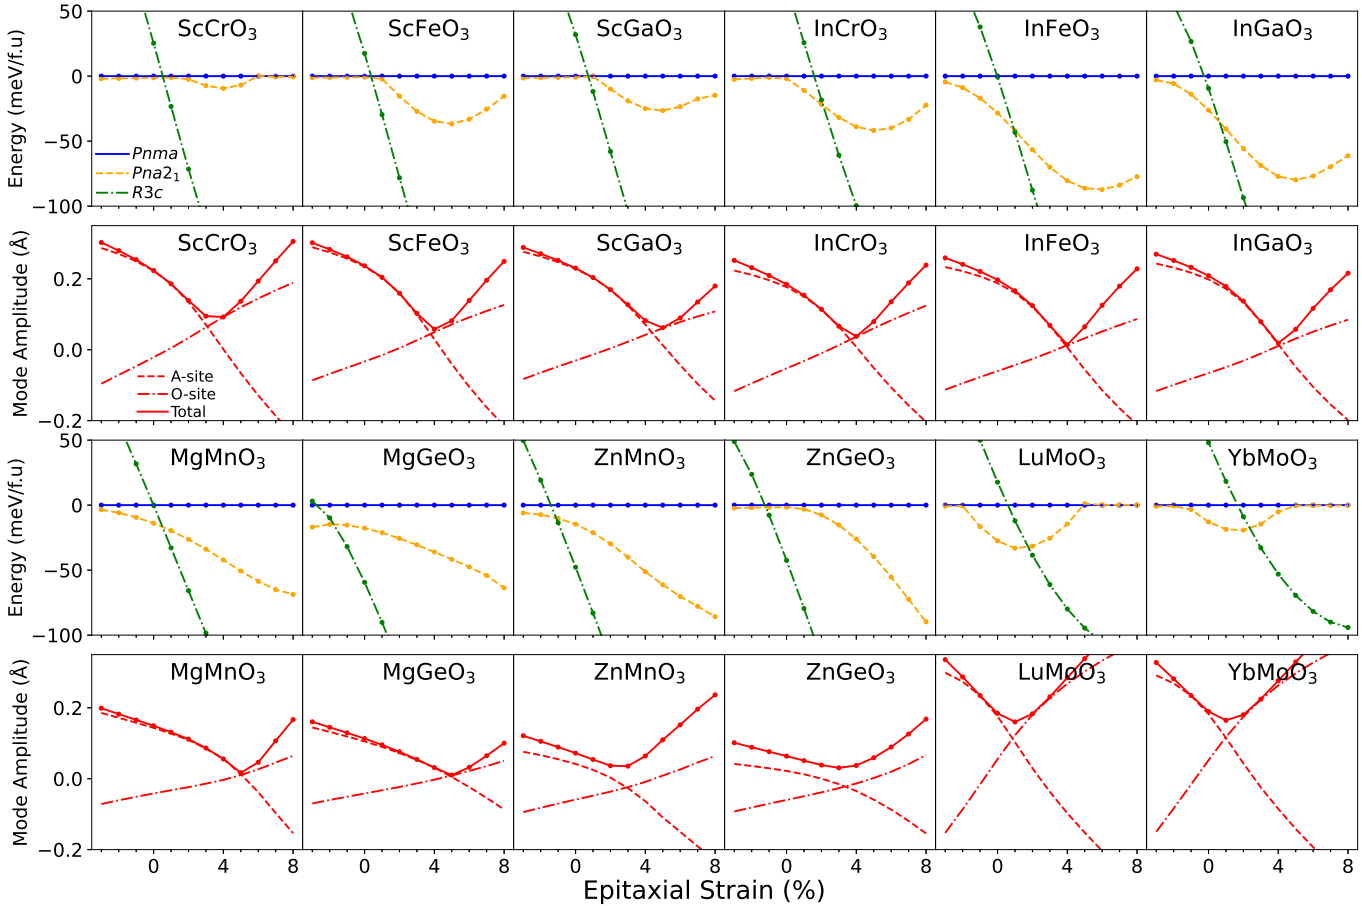 ScCrO₃ ScFeO₃ ScGaO₃ InCrO₃ InFeO₃ InGaO₃
Energy (meV/f.u)
50
0
−50
−100
Pnma
Pna2₁
R3c
ScCrO₃ ScFeO₃ ScGaO₃ InCrO₃ InFeO₃ InGaO₃
Mode Amplitude (Å)
0.2
0.0
−0.2
A-site
O-site
Total
MgMnO₃ MgGeO₃ ZnMnO₃ ZnGeO₃ LuMoO₃ YbMoO₃
Energy (meV/f.u)
50
0
−50
−100
MgMnO₃ MgGeO₃ ZnMnO₃ ZnGeO₃ LuMoO₃ YbMoO₃
Mode Amplitude (Å)
0.2
0.0
−0.2
0 4 8 0 4 8 0 4 8 0 4 8 0 4 8 0 4 8
Epitaxial Strain (%)